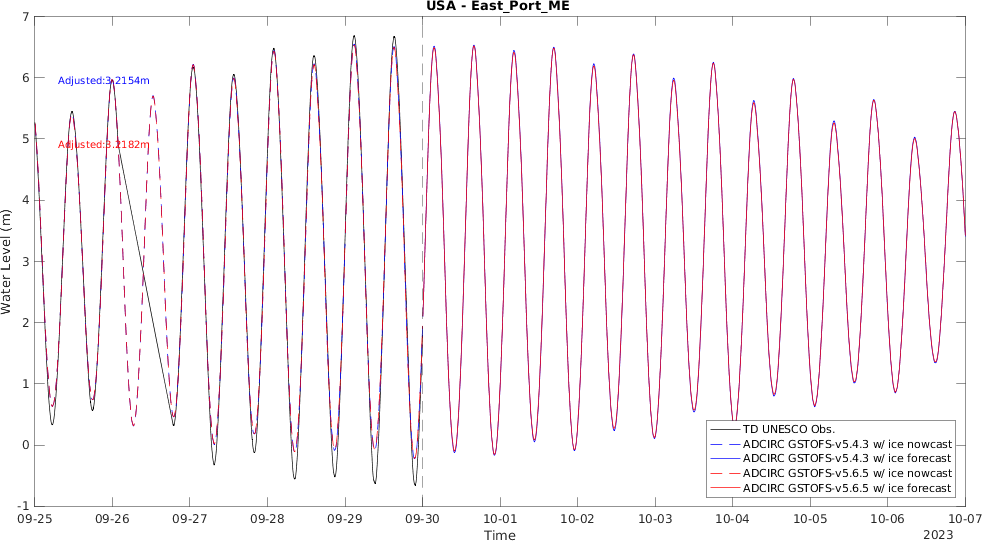 USA - East_Port_ME
7
6
5
4
3
2
1
0
-1
Water Level (m)
Adjusted:3.2154m
Adjusted:3.2182m
TD UNESCO Obs.
ADCIRC GSTOFS-v5.4.3 w/ ice nowcast
ADCIRC GSTOFS-v5.4.3 w/ ice forecast
ADCIRC GSTOFS-v5.6.5 w/ ice nowcast
ADCIRC GSTOFS-v5.6.5 w/ ice forecast
09-25 09-26 09-27 09-28 09-29 09-30 10-01 10-02 10-03 10-04 10-05 10-06 10-07
Time
2023